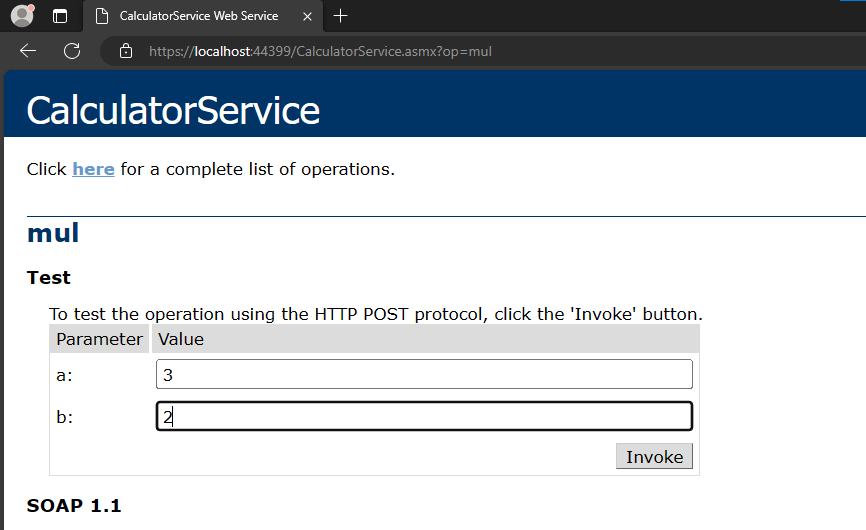 CalculatorService Web Service
https://localhost:44399/CalculatorService.asmx?op=mul
CalculatorService
Click here for a complete list of operations.
mul
Test
To test the operation using the HTTP POST protocol, click the 'Invoke' button.
Parameter Value
a: 3
b: 2
Invoke
SOAP 1.1